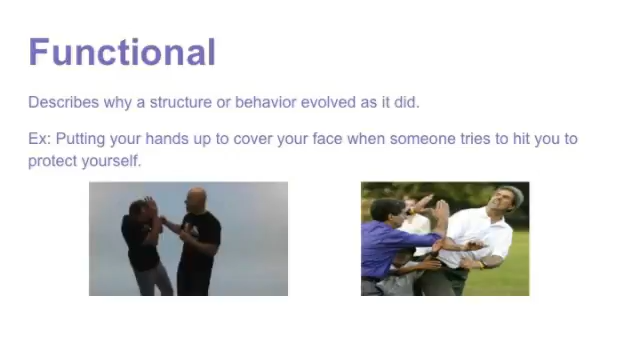 Functional
Describes why a structure or behavior evolved as it did.
Ex: Putting your hands up to cover your face when someone tries to hit you to
protect yourself.